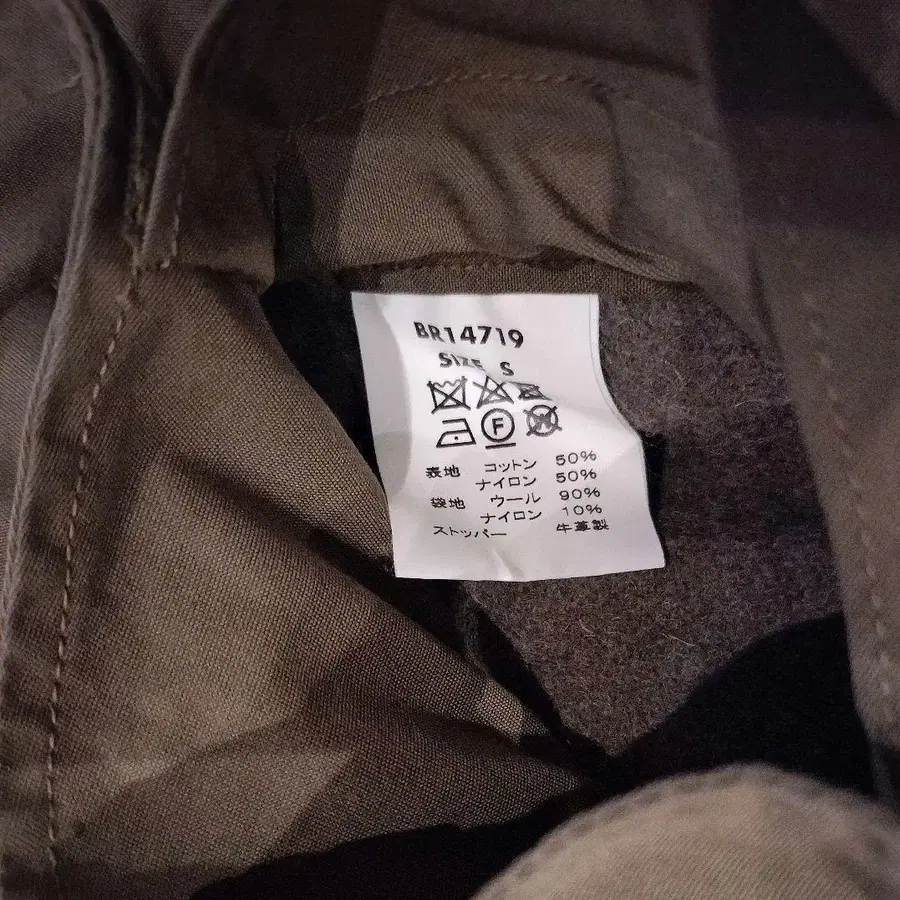 BR14719
SIZE S
F W
表地 コットン 50%
ナイロン 50%
袋地 ウール 90%
ナイロン 10%
ストッパー 牛革製